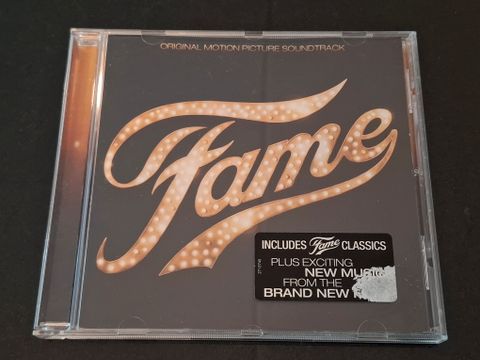 ORIGINAL MOTION PICTURE SOUNDTRACK
Fame
INCLUDES Fame CLASSICS
PLUS EXCITING
NEW MUSIC
FROM THE
BRAND NEW